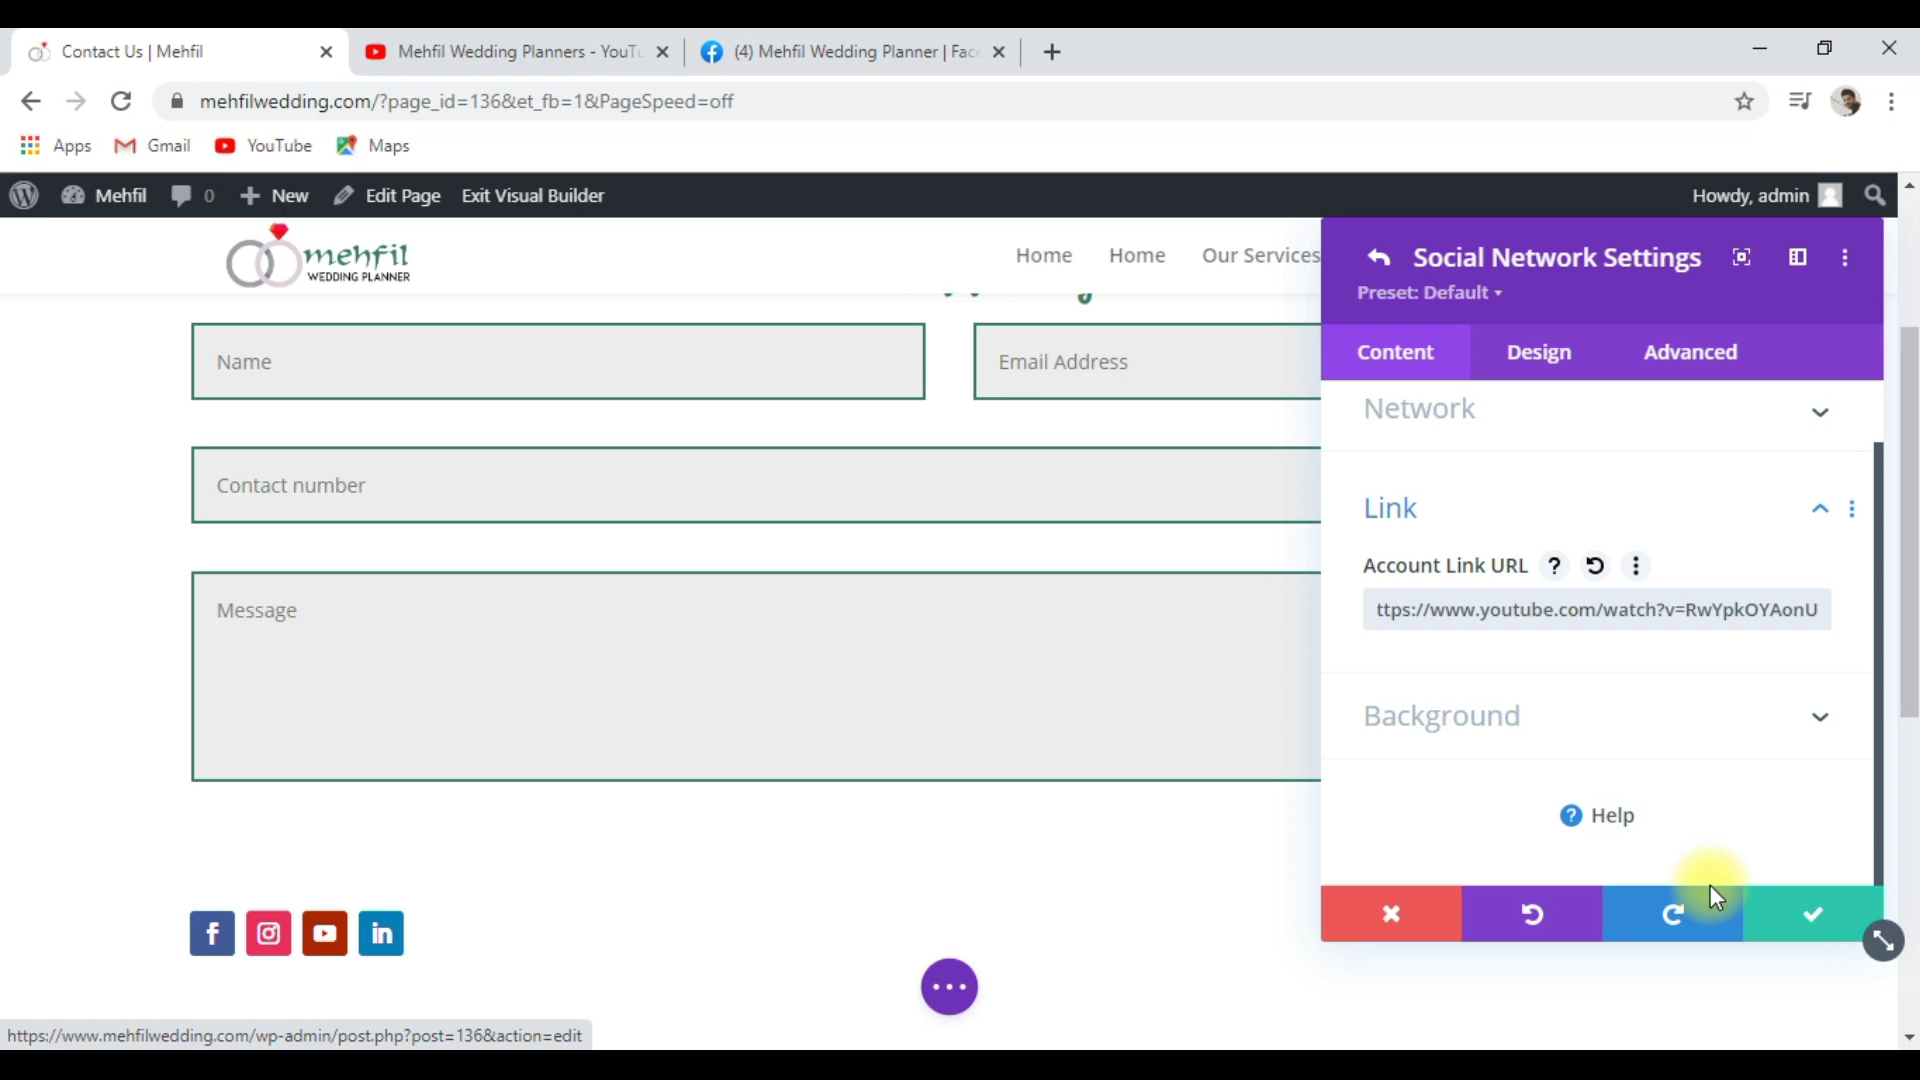 Contact Us | Mehfil
Mehfil Wedding Planners - YouTu
(4) Mehfil Wedding Planner | Face
mehfilwedding.com/?page_id=136&et_fb=1&PageSpeed=off
Apps
Gmail
YouTube
Maps
Mehfil
0
New
Edit Page
Exit Visual Builder
Howdy, admin
mehfil
WEDDING PLANNER
Home
Home
Our Services
Social Network Settings
Preset: Default
Content
Design
Advanced
Name
Email Address
Network
Contact number
Link
Account Link URL
ttps://www.youtube.com/watch?v=RwYpkOYAonU
Message
Background
Help
https://www.mehfilwedding.com/wp-admin/post.php?post=136&action=edit